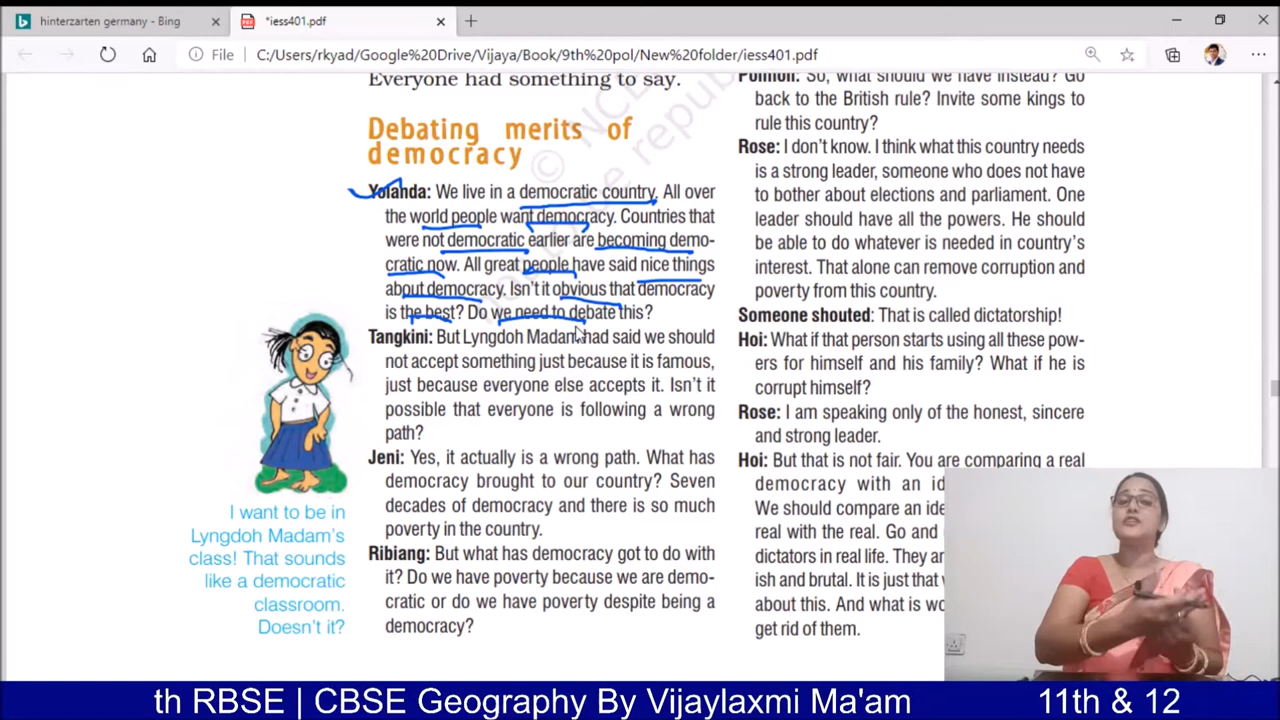 hinterzarten germany - Bing
*iess401.pdf
File
C:/Users/rkyad/Google%20Drive/Vijaya/Book/9th%20pol/New%20folder/iess401.pdf
Everyone had something to say.
Debating merits of
democracy
Yolanda: We live in a democratic country. All over
the world people want democracy. Countries that
were not democratic earlier are becoming demo-
cratic now. All great people have said nice things
about democracy. Isn't it obvious that democracy
is the best? Do we need to debate this?
Tangkini: But Lyngdoh Madam had said we should
not accept something just because it is famous,
just because everyone else accepts it. Isn't it
possible that everyone is following a wrong
path?
Jeni: Yes, it actually is a wrong path. What has
democracy brought to our country? Seven
decades of democracy and there is so much
poverty in the country.
Ribiang: But what has democracy got to do with
it? Do we have poverty because we are demo-
cratic or do we have poverty despite being a
democracy?
I want to be in
Lyngdoh Madam's
class! That sounds
like a democratic
classroom.
Doesn't it?
So, what should we have instead? Go
back to the British rule? Invite some kings to
rule this country?
Rose: I don't know. I think what this country needs
is a strong leader, someone who does not have
to bother about elections and parliament. One
leader should have all the powers. He should
be able to do whatever is needed in country's
interest. That alone can remove corruption and
poverty from this country.
Someone shouted: That is called dictatorship!
Hoi: What if that person starts using all these pow-
ers for himself and his family? What if he is
corrupt himself?
Rose: I am speaking only of the honest, sincere
and strong leader.
Hoi: But that is not fair. You are comparing a real
democracy with an
We should compare an
real with the real. Go and
dictators in real life. They
ish and brutal. It is just that
about this. And what is
get rid of them.
© NCE
republ
th RBSE | CBSE Geography By Vijaylaxmi Ma'am 11th & 12